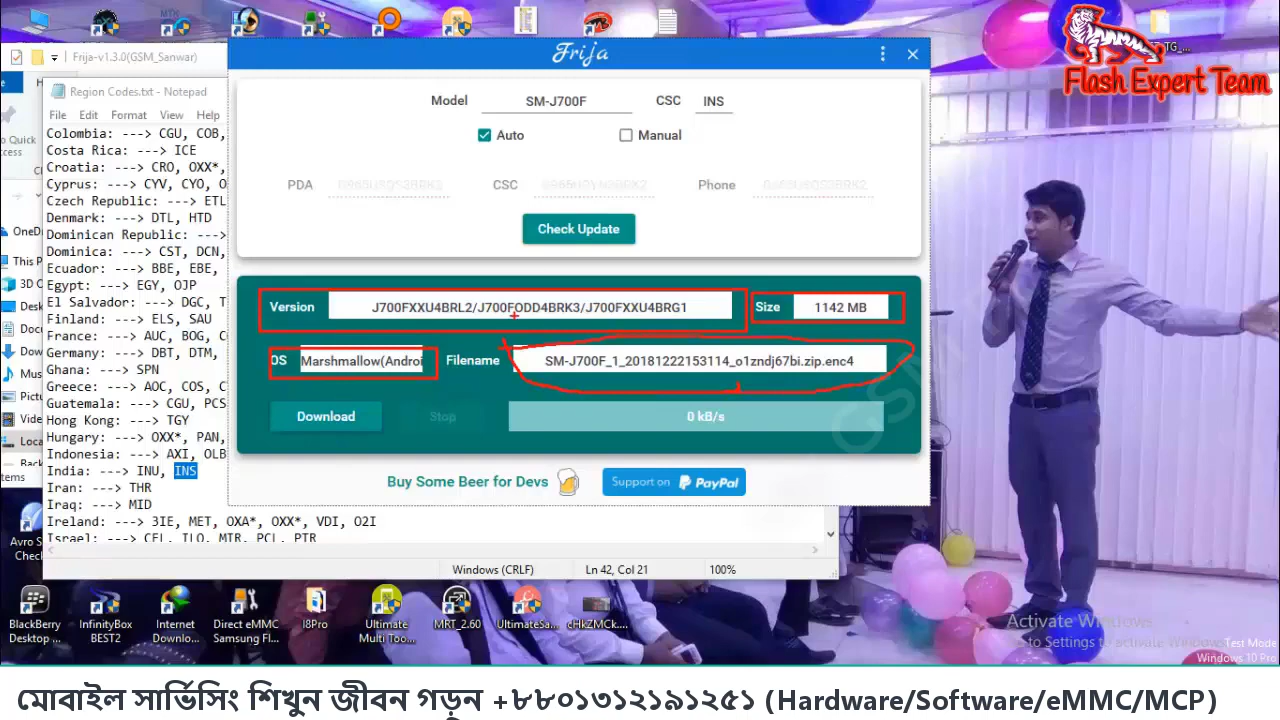 Frija-v1.3.0(GSM_Sanwar)
Frija
Flash Expert Team
Region Codes.txt - Notepad
File Edit Format View Help
Model SM-J700F CSC INS
Auto Manual
PDA CSC Phone
Check Update
Version J700FXXU4BRL2/J700FODD4BRK3/J700FXXU4BRG1 Size 1142 MB
OS Marshmallow(Androi Filename SM-J700F_1_20181222153114_o1zndj67bi.zip.enc4
Download Stop 0 kB/s
Buy Some Beer for Devs Support on PayPal
Colombia: ---> CGU, COB,
Costa Rica: ---> ICE
Croatia: ---> CRO, OXX*,
Cyprus: ---> CYV, CYO, O
Czech Republic: ---> ETL
Denmark: ---> DTL, HTD
Dominican Republic: --->
Dominica: ---> CST, DCN,
Ecuador: ---> BBE, EBE,
Egypt: ---> EGY, OJP
El Salvador: ---> DGC, T
Finland: ---> ELS, SAU
France: ---> AUC, BOG, C
Germany: ---> DBT, DTM,
Ghana: ---> SPN
Greece: ---> AOC, COS, C
Guatemala: ---> CGU, PCS
Hong Kong: ---> TGY
Hungary: ---> OXX*, PAN,
Indonesia: ---> AXI, OLB
India: ---> INU, INS
Iran: ---> THR
Iraq: ---> MID
Ireland: ---> 3IE, MET, OXA*, OXX*, VDI, O2I
Israel: ---> CEL, ILO, MIR, PCL, PTR
Windows (CRLF) Ln 42, Col 21 100%
BlackBerry Desktop ...
InfinityBox BEST2
Internet Downlo...
Direct eMMC Samsung Fl...
I8Pro
Ultimate Multi Too...
MRT_2.60
UltimateSa...
cHkZMCk....
Activate Windows
Go to Settings to activate Windows
Test Mode
Windows 10 Pro
মোবাইল সার্ভিসিং শিখুন জীবন গড়ুন +৮৮০১৩১২১৯১২৫১ (Hardware/Software/eMMC/MCP)